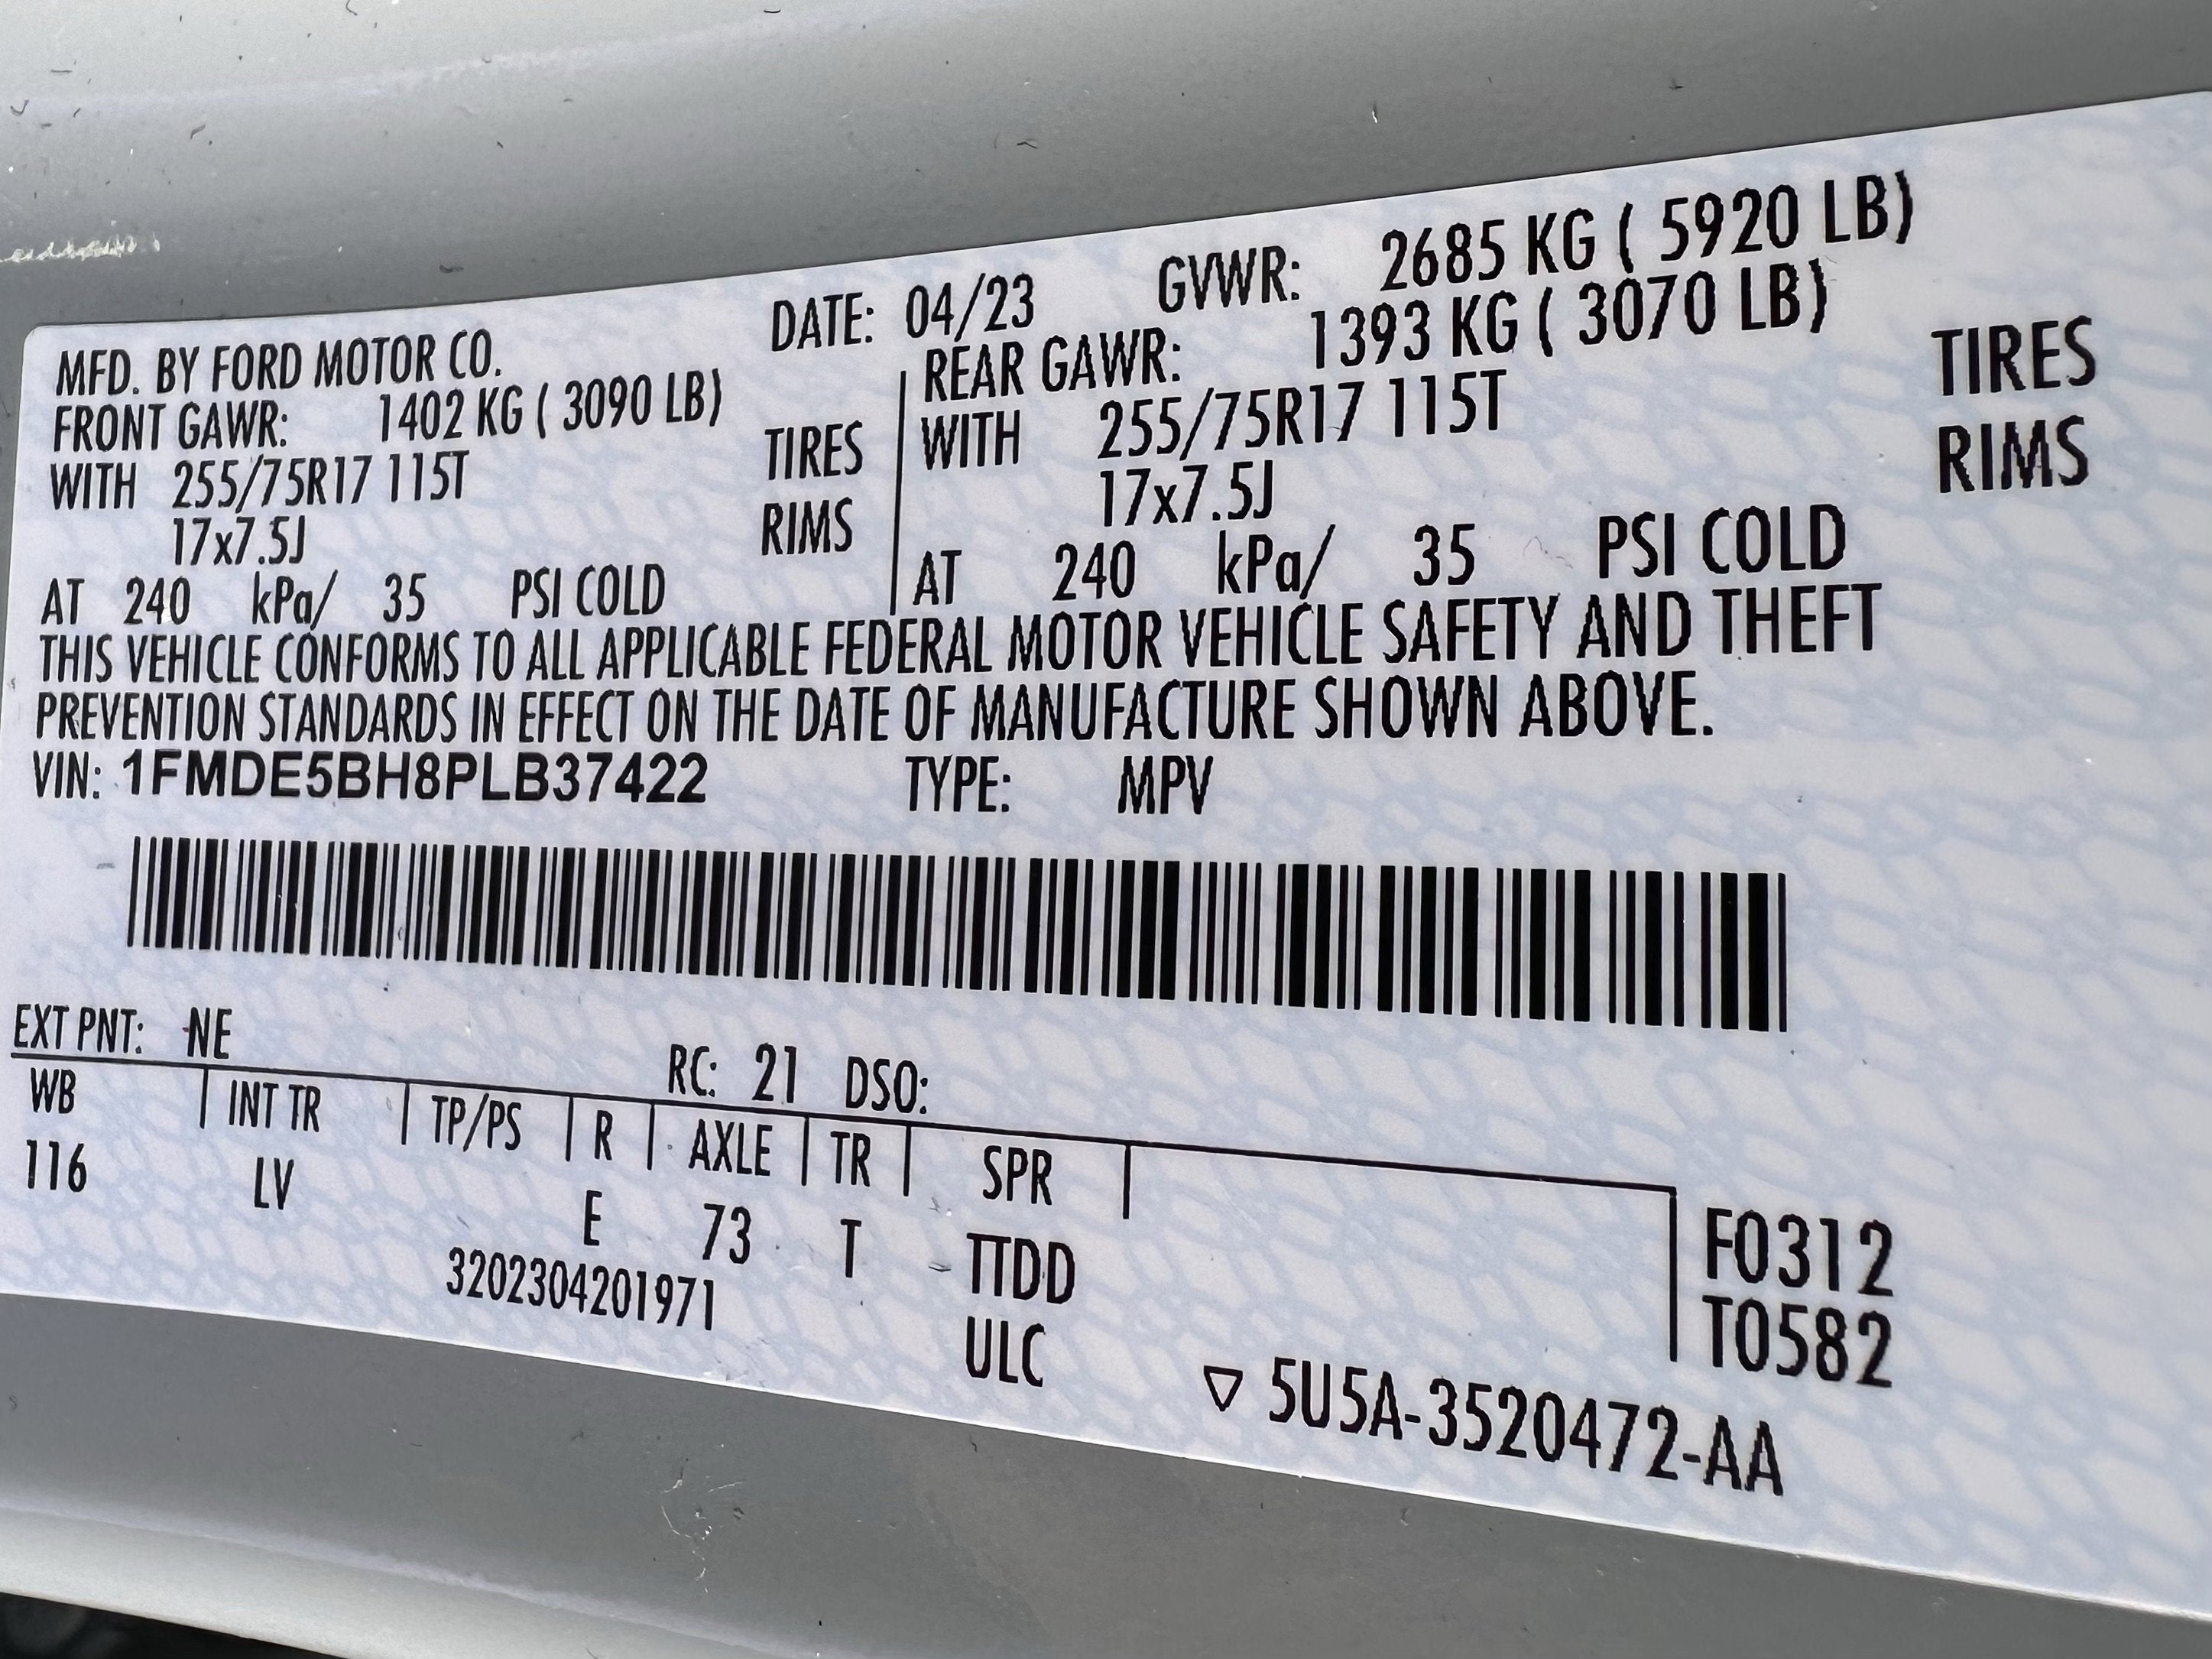 MFD. BY FORD MOTOR CO. DATE: 04/23 GVWR: 2685 KG ( 5920 LB)
FRONT GAWR: 1402 KG ( 3090 LB) REAR GAWR: 1393 KG ( 3070 LB)
WITH 255/75R17 115T TIRES WITH 255/75R17 115T TIRES
17x7.5J RIMS 17x7.5J RIMS
AT 240 kPa/ 35 PSI COLD AT 240 kPa/ 35 PSI COLD
THIS VEHICLE CONFORMS TO ALL APPLICABLE FEDERAL MOTOR VEHICLE SAFETY AND THEFT
PREVENTION STANDARDS IN EFFECT ON THE DATE OF MANUFACTURE SHOWN ABOVE.
VIN: 1FMDE5BH8PLB37422 TYPE: MPV
EXT PNT: NE RC: 21 DSO:
WB INT TR TP/PS R AXLE TR SPR
116 LV E 73 T TTDD F0312
3202304201971 ULC T0582
▽ 5U5A-3520472-AA